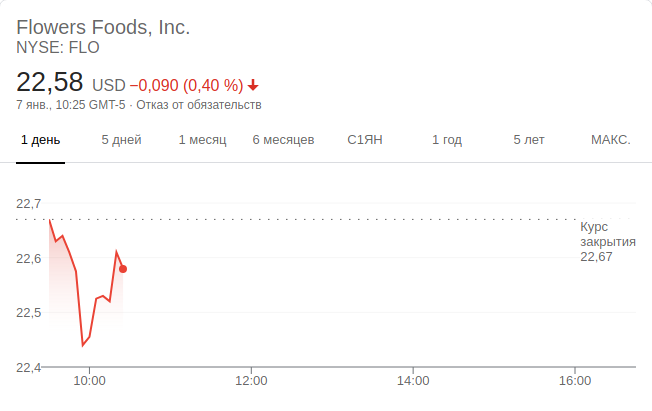 Flowers Foods, Inc.
NYSE: FLO
22,58 USD −0,090 (0,40 %)
7 янв., 10:25 GMT-5 · Отказ от обязательств
1 день 5 дней 1 месяц 6 месяцев С1ЯН 1 год 5 лет МАКС.
22,7
Курс
закрытия
22,67
22,6
22,5
22,4
10:00 12:00 14:00 16:00